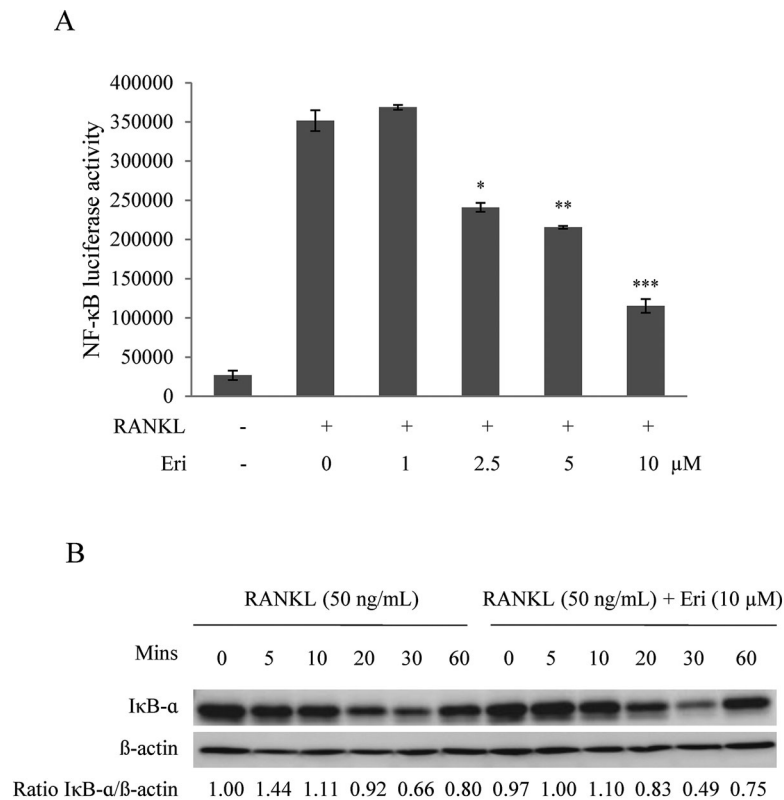 A
NF-κB luciferase activity
400000
350000
300000
250000
200000
150000
100000
50000
0
*
**
***
RANKL - + + + + +
Eri - 0 1 2.5 5 10 μM
B
RANKL (50 ng/mL) RANKL (50 ng/mL) + Eri (10 μM)
Mins 0 5 10 20 30 60 0 5 10 20 30 60
IκB-α
ß-actin
Ratio IκB-α/ß-actin 1.00 1.44 1.11 0.92 0.66 0.80 0.97 1.00 1.10 0.83 0.49 0.75